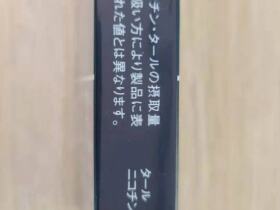 チン・タールの摂取量
吸い方により製品に表
れた値とは異なります。
タール
ニコチン